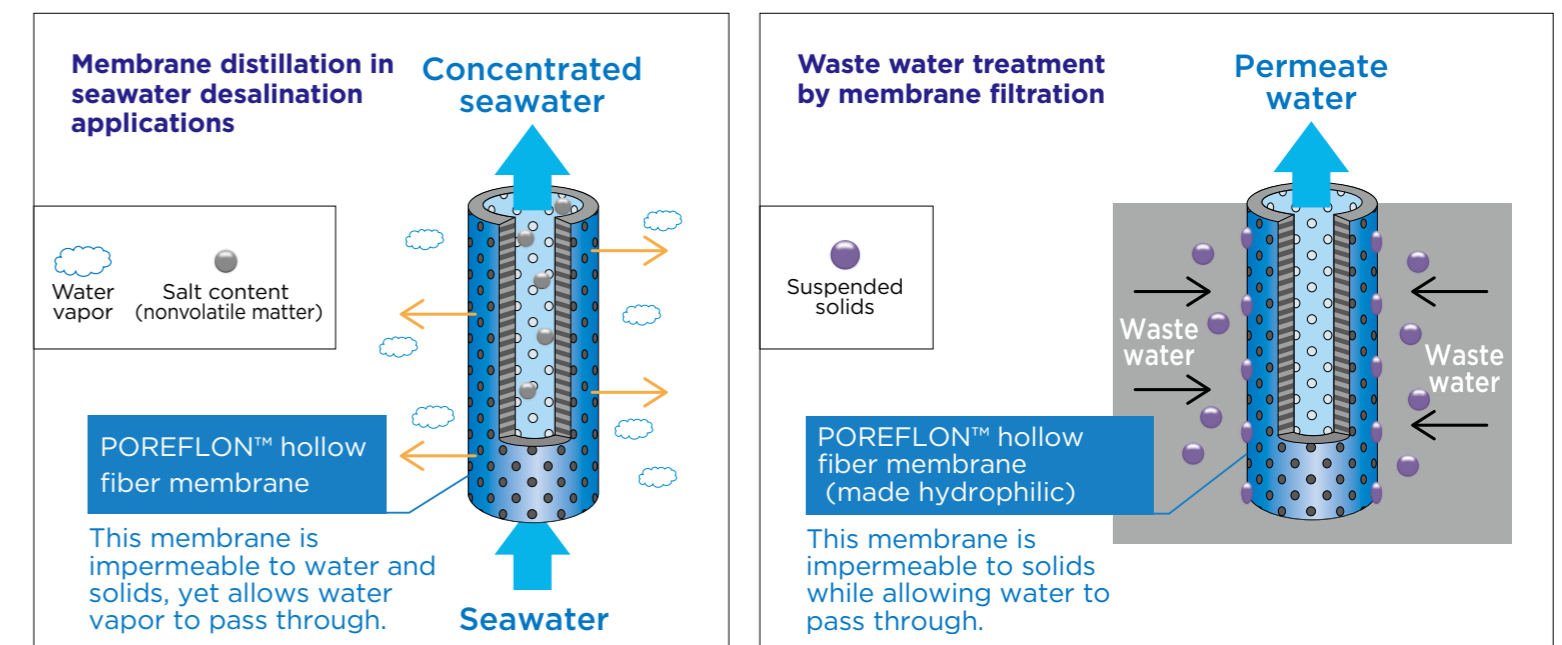 Membrane distillation in
seawater desalination
applications
Concentrated
seawater
Water
vapor
Salt content
(nonvolatile matter)
POREFLON™ hollow
fiber membrane
This membrane is
impermeable to water and
solids, yet allows water
vapor to pass through.
Seawater
Waste water treatment
by membrane filtration
Permeate
water
Suspended
solids
Waste
water
Waste
water
POREFLON™ hollow
fiber membrane
(made hydrophilic)
This membrane is
impermeable to solids
while allowing water to
pass through.